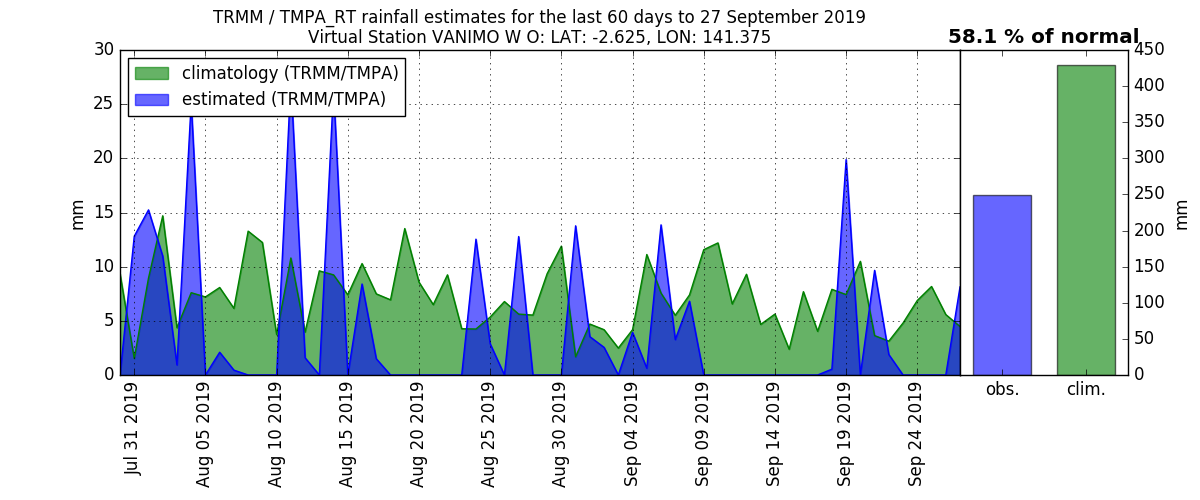 TRMM / TMPA_RT rainfall estimates for the last 60 days to 27 September 2019
Virtual Station VANIMO W O: LAT: -2.625, LON: 141.375
58.1 % of normal
climatology (TRMM/TMPA)
estimated (TRMM/TMPA)
mm
30
25
20
15
10
5
0
Jul 31 2019
Aug 05 2019
Aug 10 2019
Aug 15 2019
Aug 20 2019
Aug 25 2019
Aug 30 2019
Sep 04 2019
Sep 09 2019
Sep 14 2019
Sep 19 2019
Sep 24 2019
450
400
350
300
250
200
150
100
50
0
mm
obs.
clim.